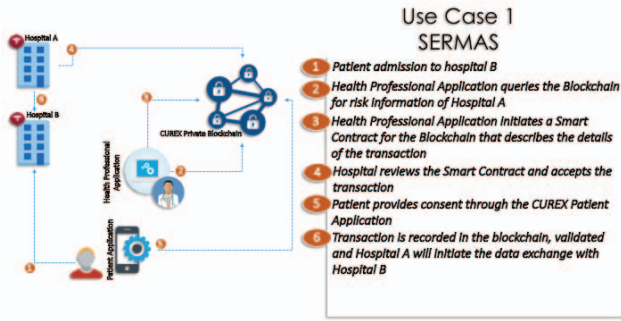 Use Case 1
SERMAS
Hospital A
4
6
Hospital B
3
CUREX Private Blockchain
Health Professional
Application
2
Patient Application
5
1
1 Patient admission to hospital B
2 Health Professional Application queries the Blockchain
for risk information of Hospital A
3 Health Professional Application initiates a Smart
Contract for the Blockchain that describes the details
of the transaction
4 Hospital reviews the Smart Contract and accepts the
transaction
5 Patient provides consent through the CUREX Patient
Application
6 Transaction is recorded in the blockchain, validated
and Hospital A will initiate the data exchange with
Hospital B